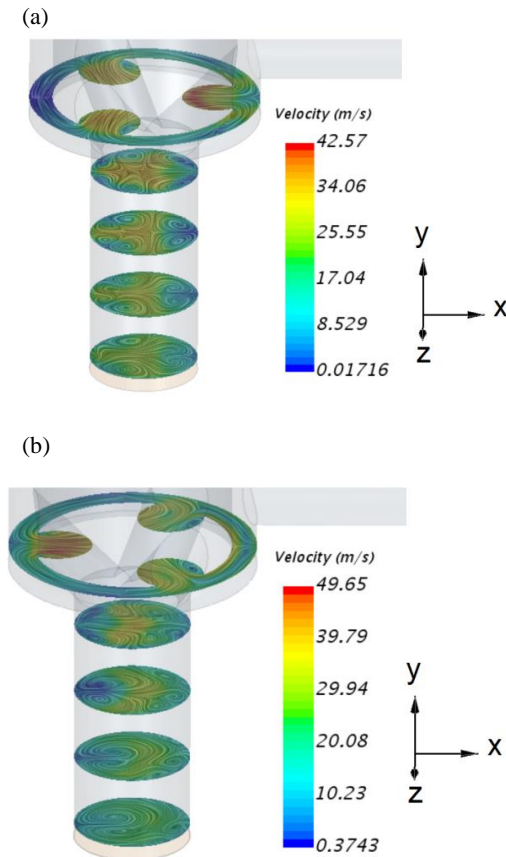 (a)
Velocity (m/s)
42.57
34.06
25.55
17.04
8.529
0.01716
y
x
z
(b)
Velocity (m/s)
49.65
39.79
29.94
20.08
10.23
0.3743
y
x
z